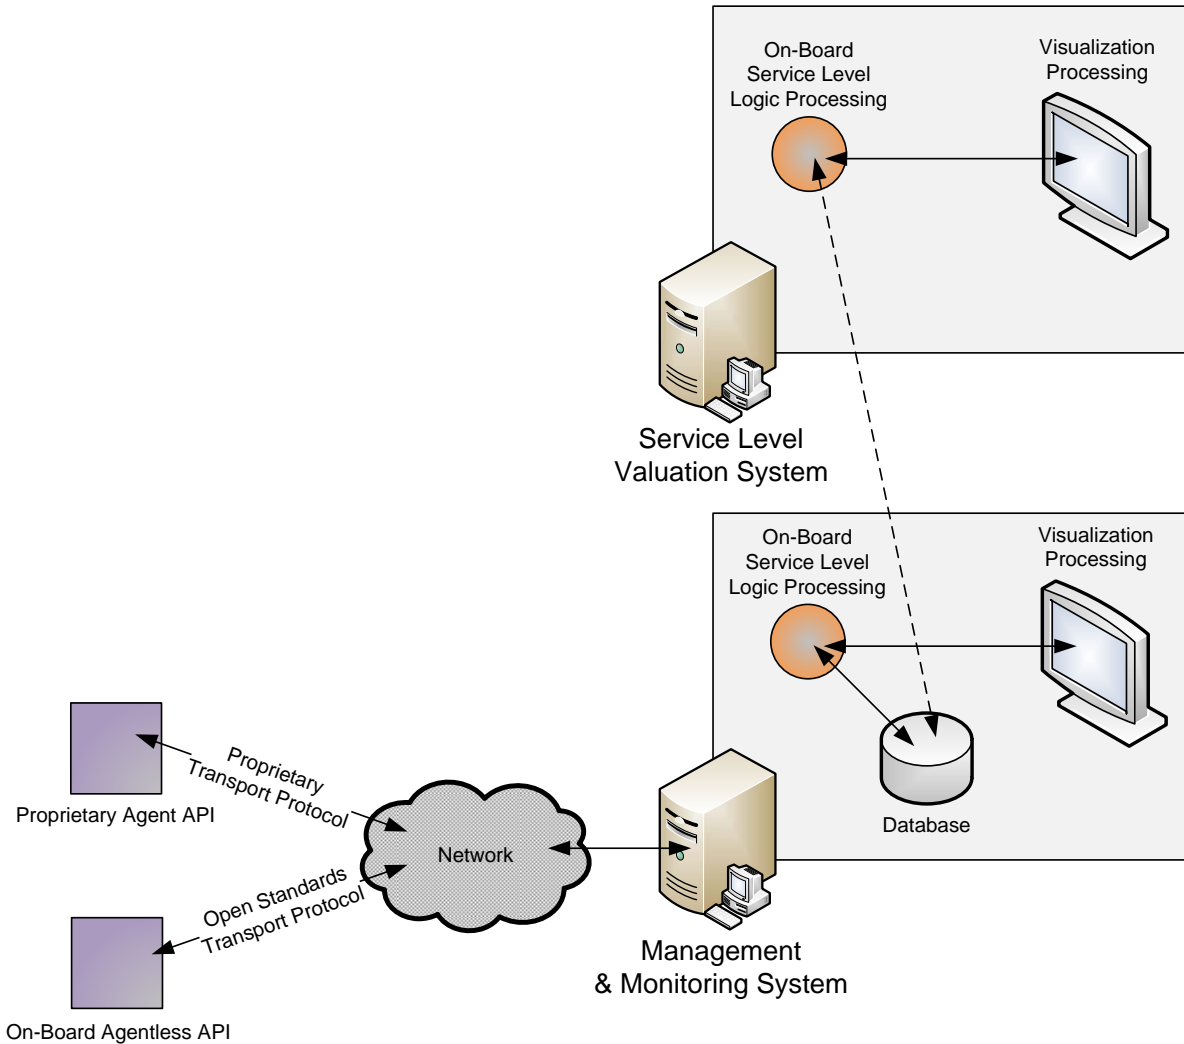 On-Board
Service Level
Logic Processing
Visualization
Processing
Service Level
Valuation System
On-Board
Service Level
Logic Processing
Visualization
Processing
Database
Proprietary
Transport Protocol
Proprietary Agent API
Network
Open Standards
Transport Protocol
On-Board Agentless API
Management
& Monitoring System